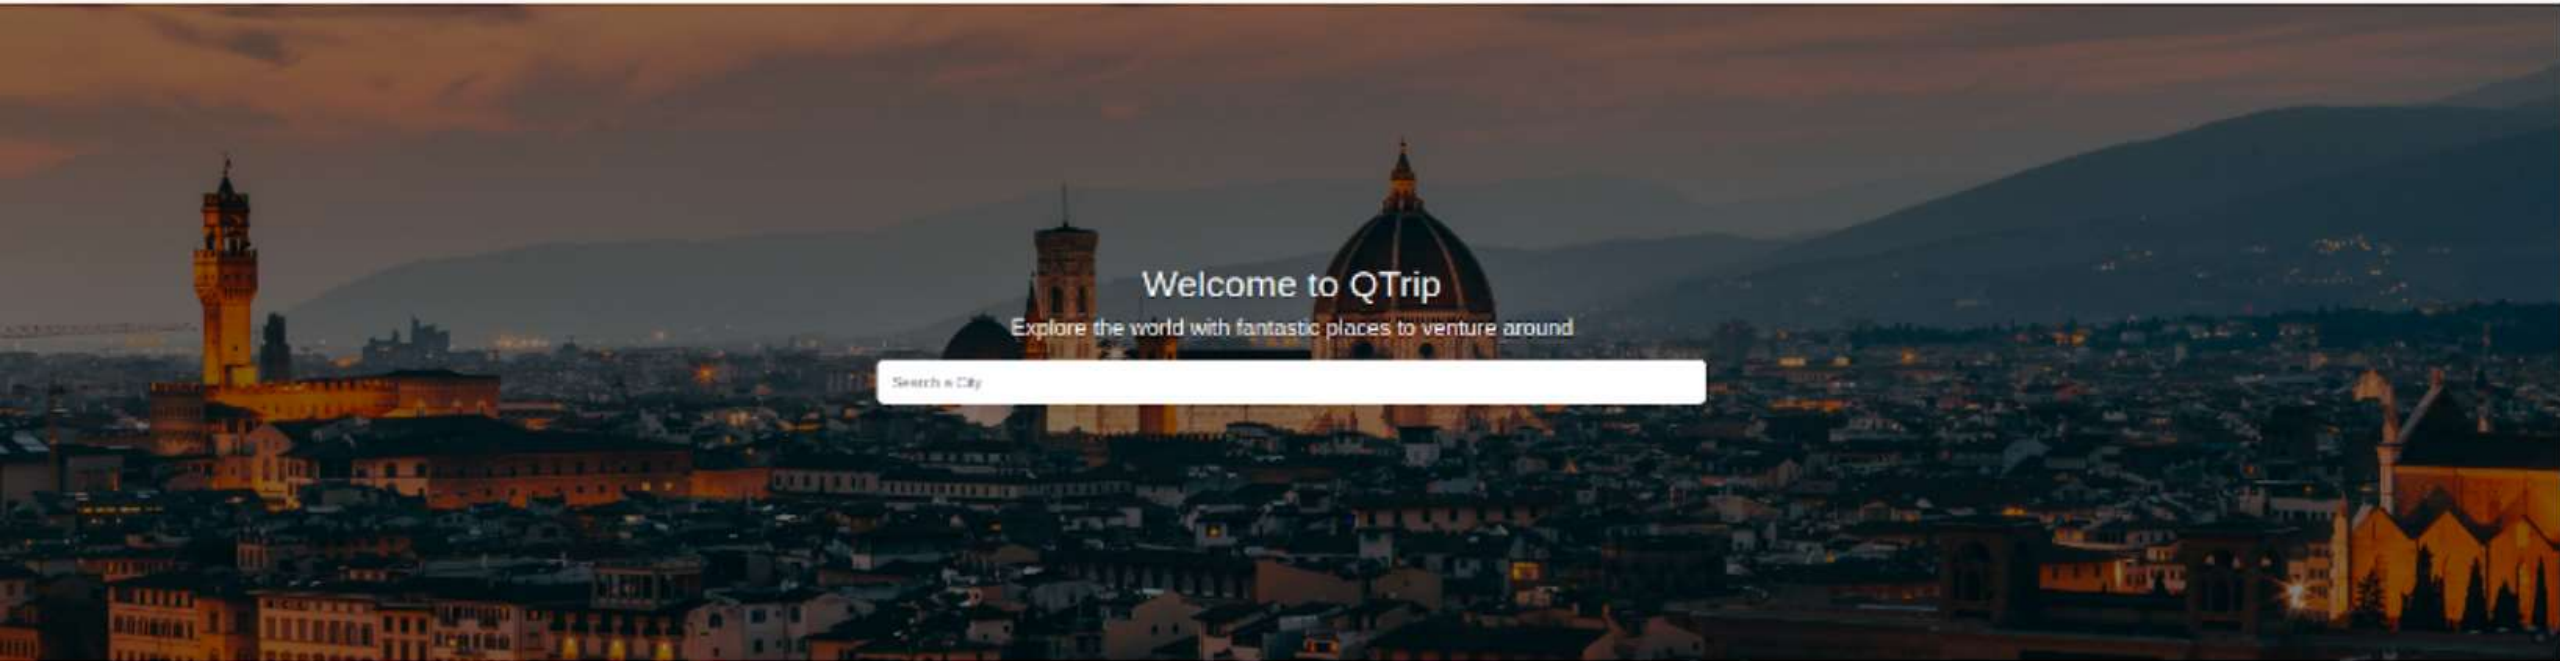 Welcome to QTrip
Explore the world with fantastic places to venture around
Search a City